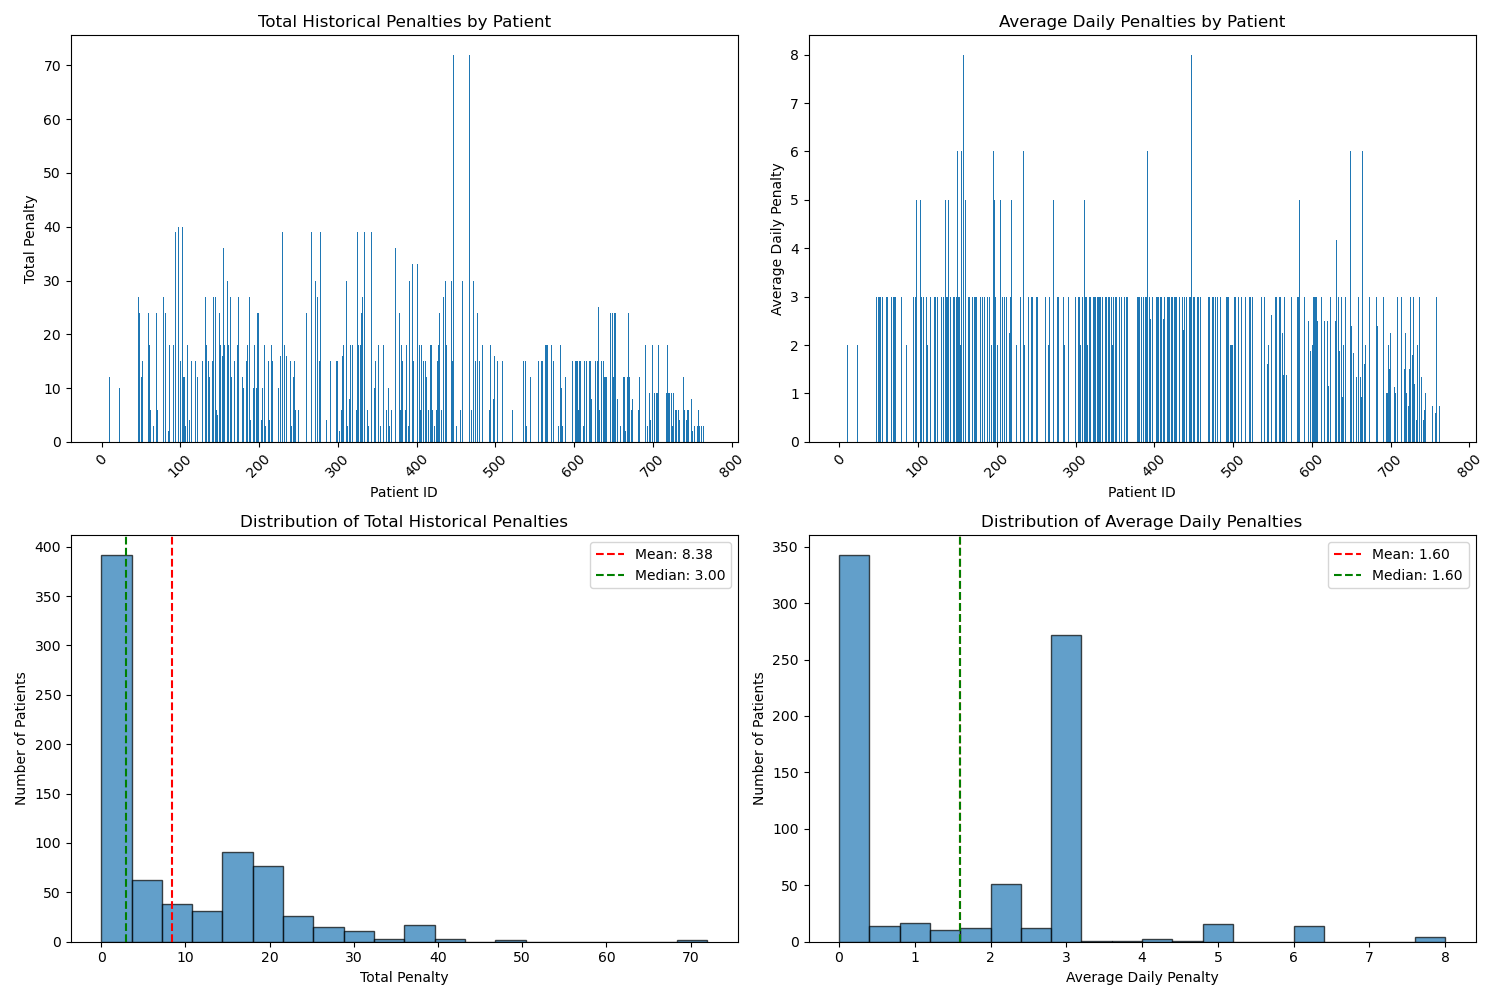 Total Historical Penalties by Patient
Total Penalty
70
60
50
40
30
20
10
0
0 100 200 300 400 500 600 700 800
Patient ID
Average Daily Penalties by Patient
Average Daily Penalty
8
7
6
5
4
3
2
1
0
0 100 200 300 400 500 600 700 800
Patient ID
Distribution of Total Historical Penalties
Mean: 8.38
Median: 3.00
Number of Patients
400
350
300
250
200
150
100
50
0
0 10 20 30 40 50 60 70
Total Penalty
Distribution of Average Daily Penalties
Mean: 1.60
Median: 1.60
Number of Patients
350
300
250
200
150
100
50
0
0 1 2 3 4 5 6 7 8
Average Daily Penalty